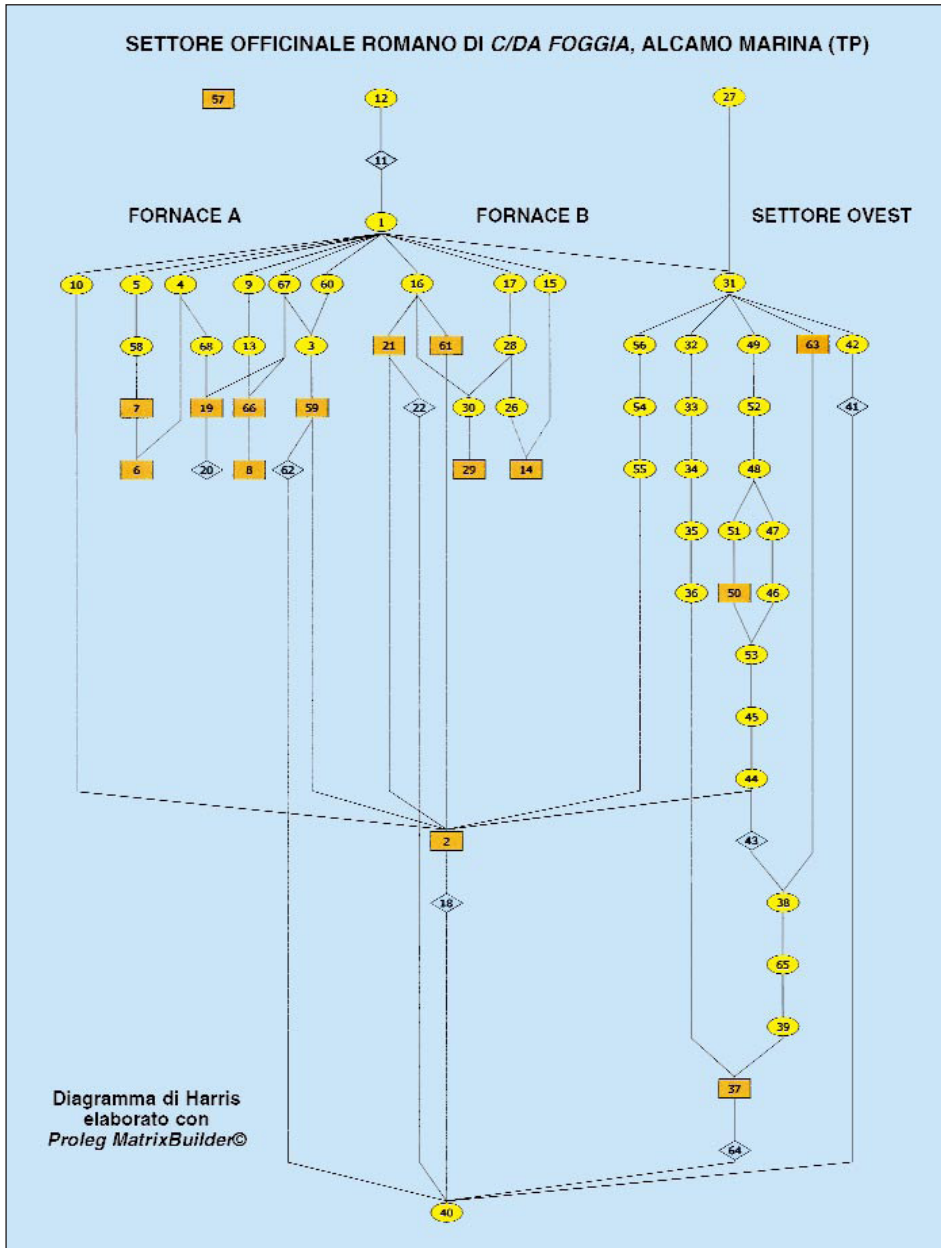 SETTORE OFFICINALE ROMANO DI C/DA FOGGIA, ALCAMO MARINA (TP)
57 12 27
11
FORNACE A FORNACE B SETTORE OVEST
1
10 5 4 9 67 60 16 17 15 31
58 68 13 3 21 61 28 56 32 49 63 42
7 19 66 59 22 30 26 54 33 52 41
6 20 8 62 29 14 55 34 48
35 51 47
36 50 46
53
45
44
2 43
18 38
65
39
37
Diagramma di Harris
elaborato con
Proleg MatrixBuilder©
64
40